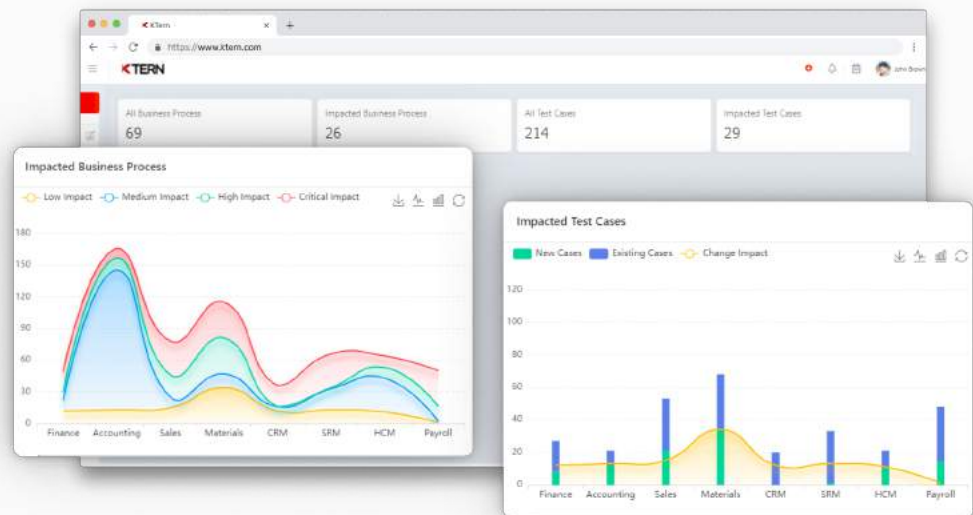 KTern
https://www.ktern.com
KTERN
John Brown
All Business Process
69
Impacted Business Process
26
All Test Cases
214
Impacted Test Cases
29
Impacted Business Process
Low Impact
Medium Impact
High Impact
Critical Impact
180
150
120
90
60
30
0
Finance Accounting Sales Materials CRM SRM HCM Payroll
Impacted Test Cases
New Cases
Existing Cases
Change Impact
120
100
80
60
40
20
0
Finance Accounting Sales Materials CRM SRM HCM Payroll